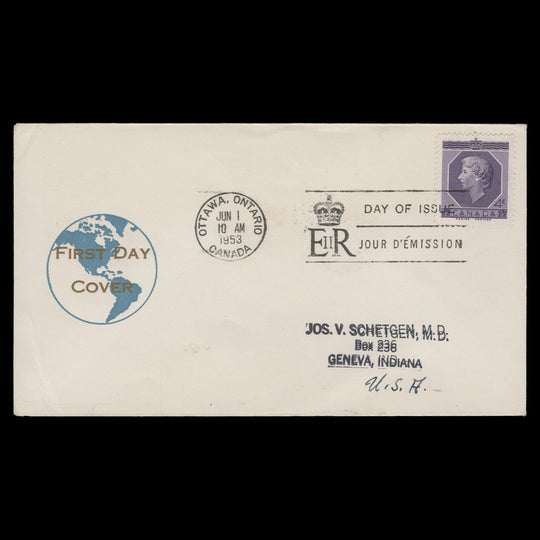 FIRST DAY
COVER
OTTAWA, ONTARIO
JUN 1
10 AM
1953
CANADA
DAY OF ISSUE
EIIR JOUR D'ÉMISSION
4¢
CANADA
JOS. V. SCHETGEN, M.D.
Box 236
GENEVA, INDIANA
U.S.A.